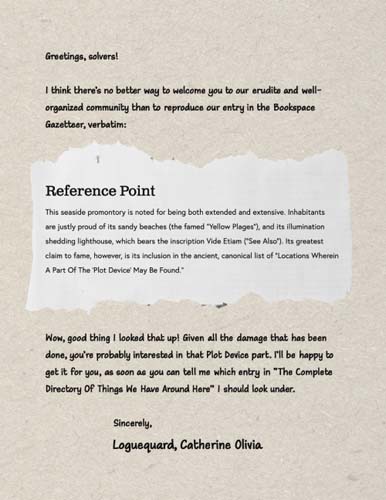 Greetings, solvers!
I think there's no better way to welcome you to our erudite and well-
organized community than to reproduce our entry in the Bookspace
Gazetteer, verbatim:
Reference Point
This seaside promontory is noted for being both extended and extensive. Inhabitants
are justly proud of its sandy beaches (the famed "Yellow Plages"), and its illumination
shedding lighthouse, which bears the inscription Vide Etiam ("See Also"). Its greatest
claim to fame, however, is its inclusion in the ancient, canonical list of "Locations Wherein
A Part Of The 'Plot Device' May Be Found."
Wow, good thing I looked that up! Given all the damage that has been
done, you're probably interested in that Plot Device part. I'll be happy to
get it for you, as soon as you can tell me which entry in "The Complete
Directory Of Things We Have Around Here" I should look under.
Sincerely,
Loguequard, Catherine Olivia